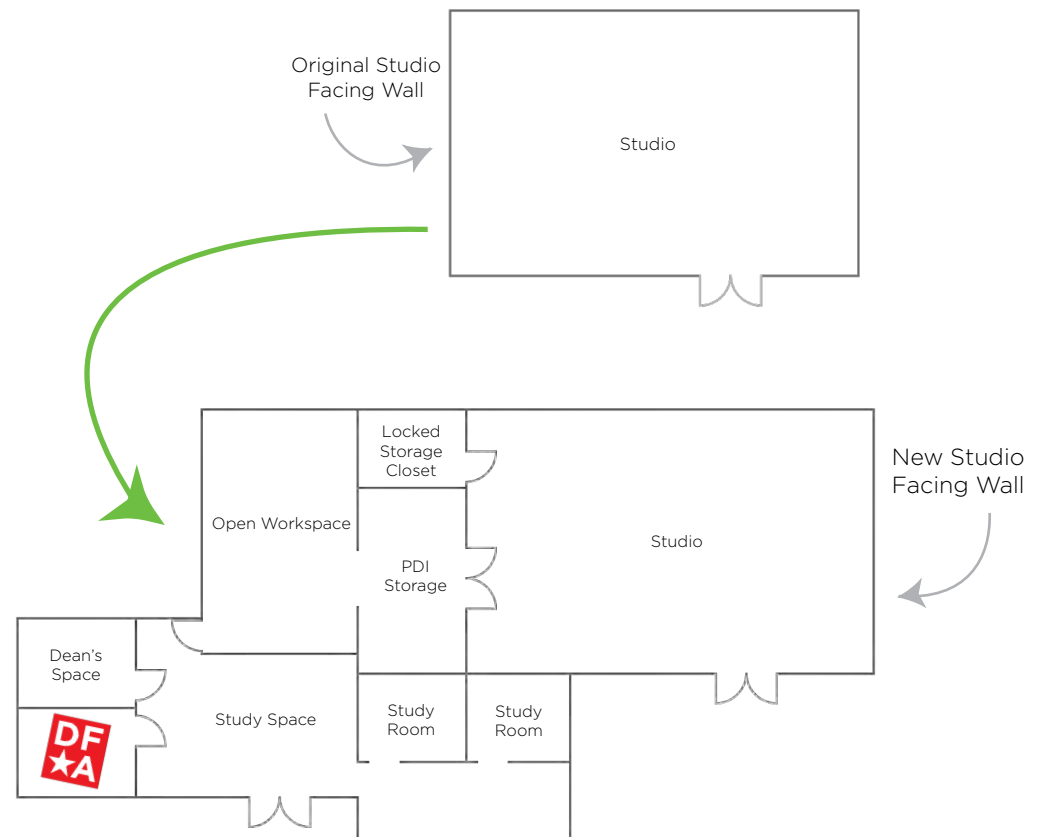 Original Studio
Facing Wall
Studio
Locked
Storage
Closet
New Studio
Facing Wall
Open Workspace
Studio
PDI
Storage
Dean's
Space
Study Space
Study
Room
Study
Room
DF
A